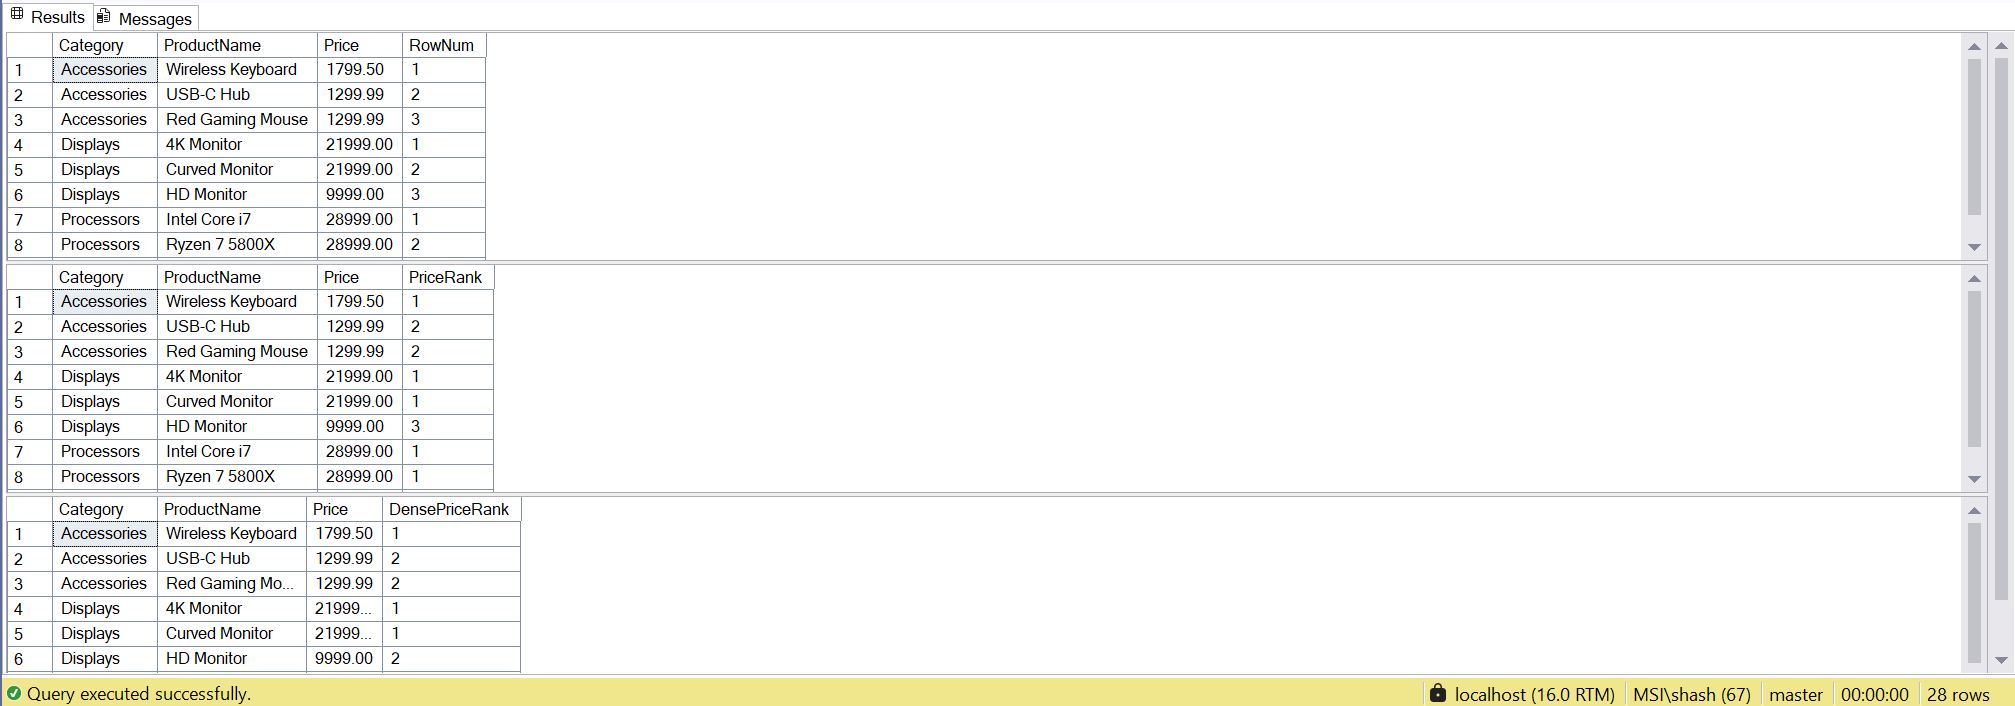 Results Messages
Category ProductName Price RowNum
1 Accessories Wireless Keyboard 1799.50 1
2 Accessories USB-C Hub 1299.99 2
3 Accessories Red Gaming Mouse 1299.99 3
4 Displays 4K Monitor 21999.00 1
5 Displays Curved Monitor 21999.00 2
6 Displays HD Monitor 9999.00 3
7 Processors Intel Core i7 28999.00 1
8 Processors Ryzen 7 5800X 28999.00 2
Category ProductName Price PriceRank
1 Accessories Wireless Keyboard 1799.50 1
2 Accessories USB-C Hub 1299.99 2
3 Accessories Red Gaming Mouse 1299.99 2
4 Displays 4K Monitor 21999.00 1
5 Displays Curved Monitor 21999.00 1
6 Displays HD Monitor 9999.00 3
7 Processors Intel Core i7 28999.00 1
8 Processors Ryzen 7 5800X 28999.00 1
Category ProductName Price DensePriceRank
1 Accessories Wireless Keyboard 1799.50 1
2 Accessories USB-C Hub 1299.99 2
3 Accessories Red Gaming Mo... 1299.99 2
4 Displays 4K Monitor 21999... 1
5 Displays Curved Monitor 21999... 1
6 Displays HD Monitor 9999.00 2
Query executed successfully. localhost (16.0 RTM) MSI\shash (67) master 00:00:00 28 rows